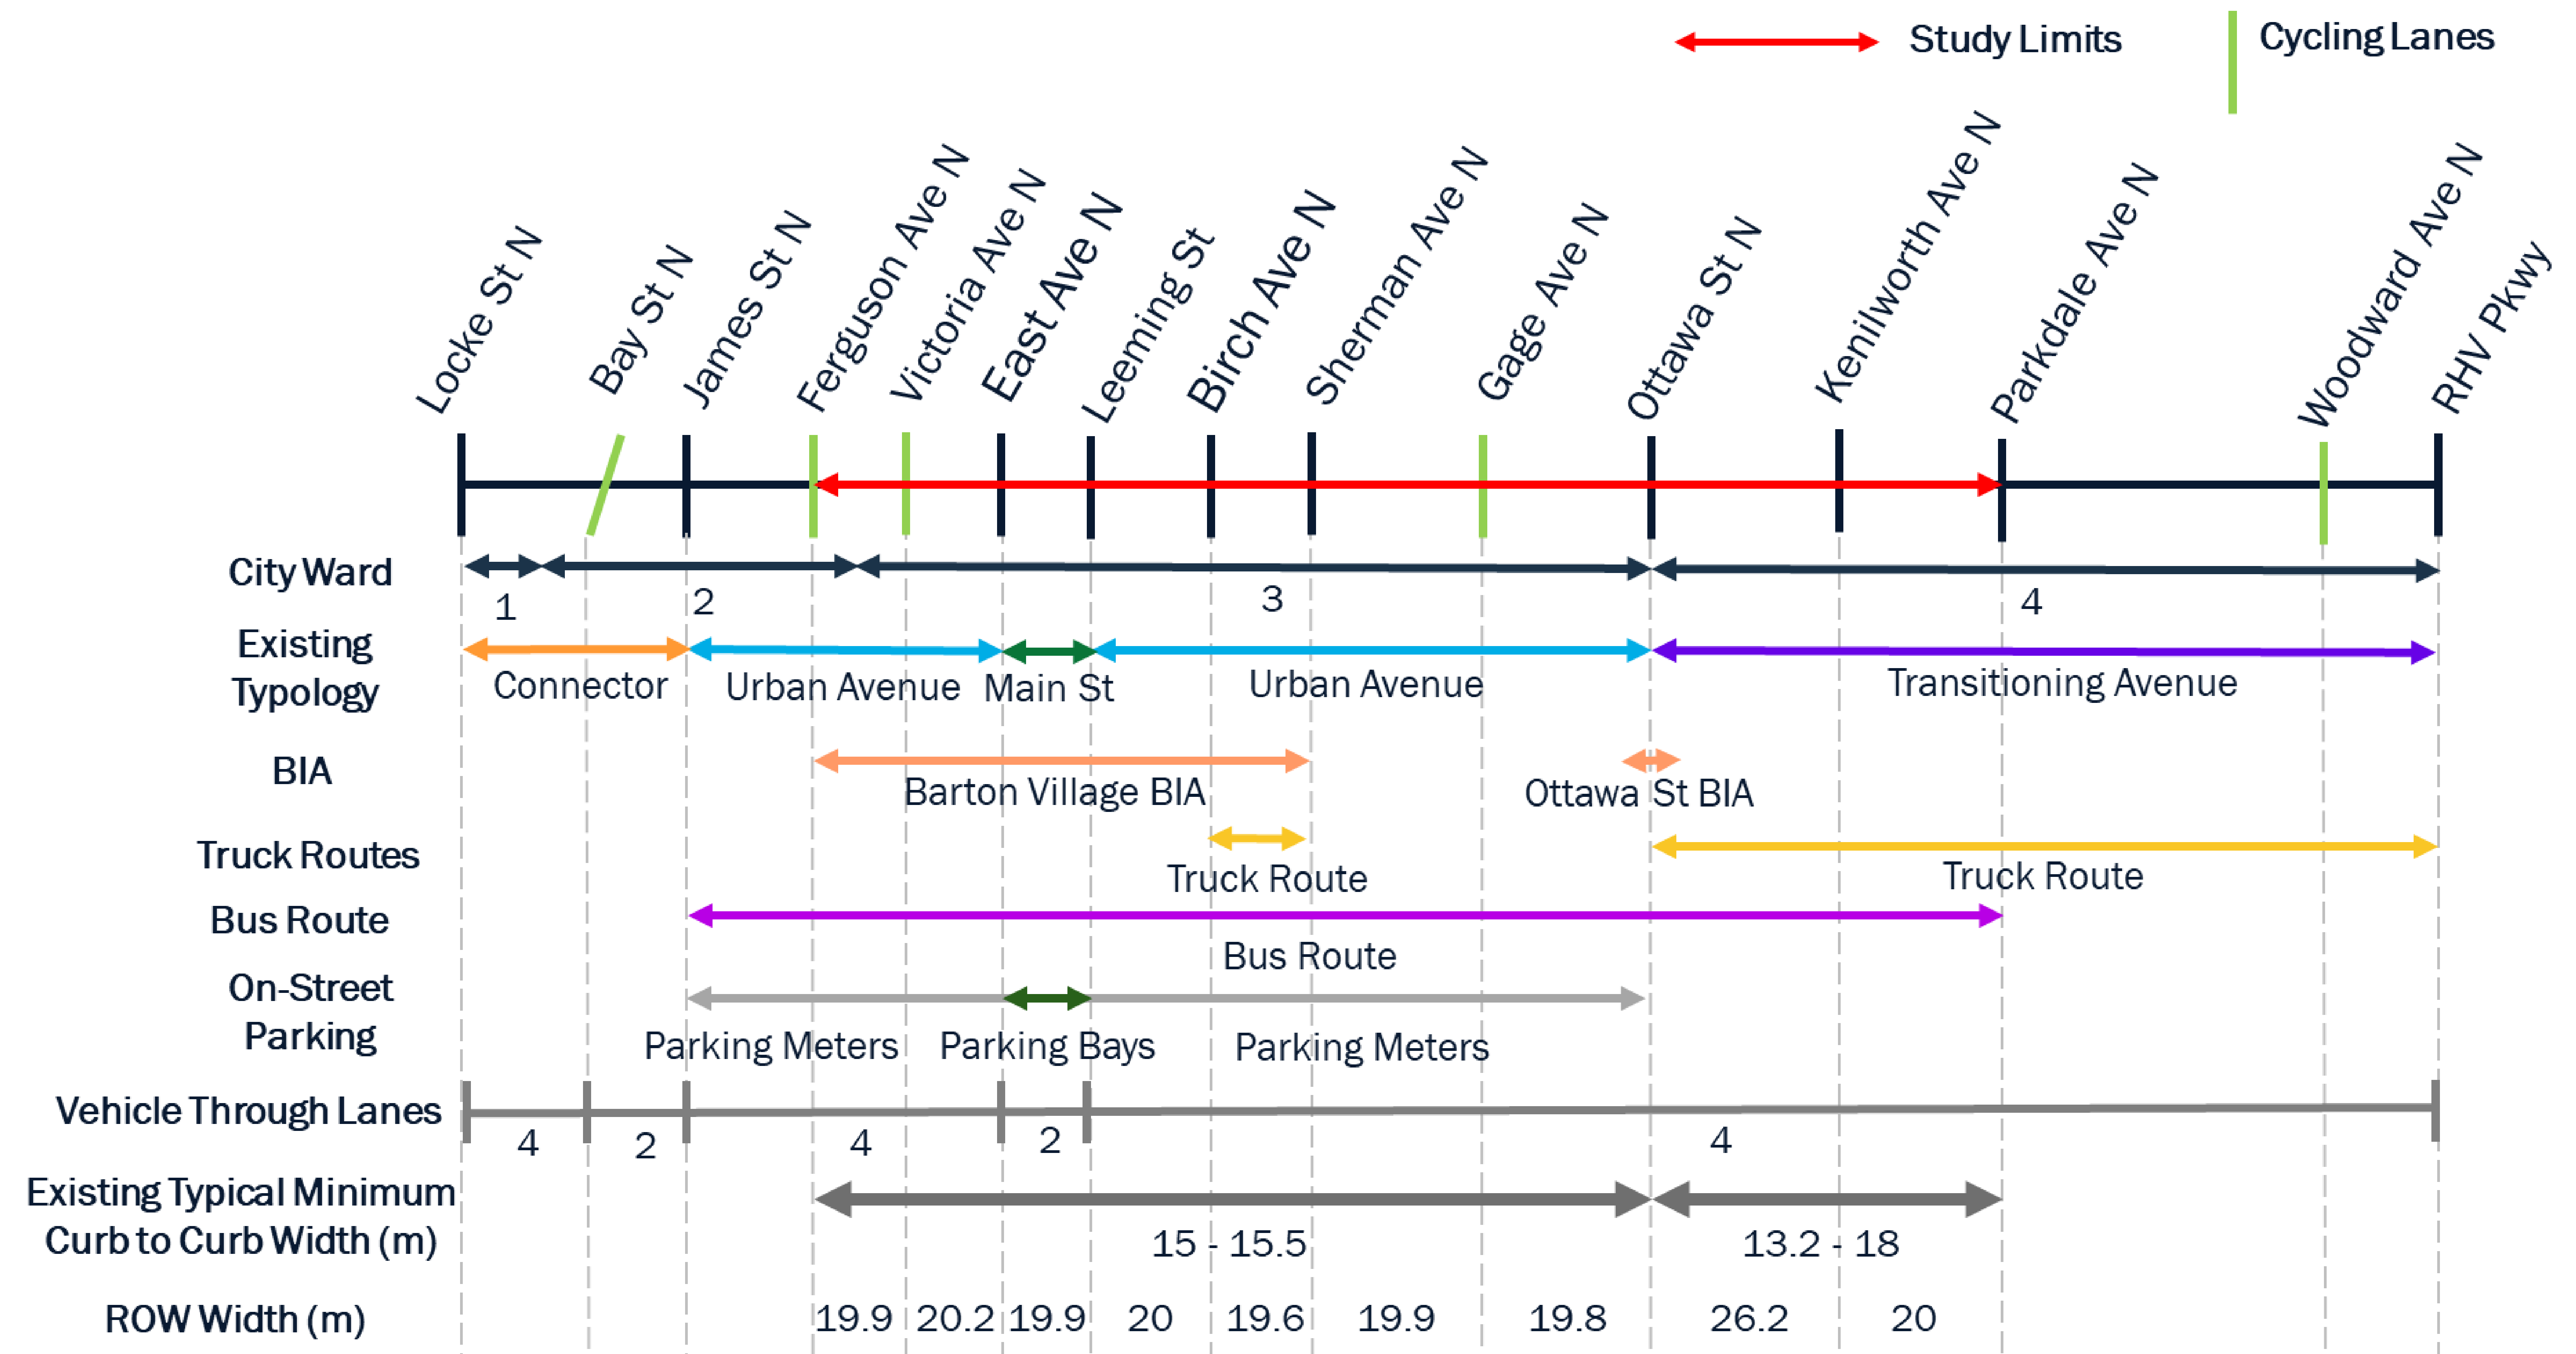 Study Limits
Cycling Lanes
Locke St N
Bay St N
James St N
Ferguson Ave N
Victoria Ave N
East Ave N
Leeming St
Birch Ave N
Sherman Ave N
Gage Ave N
Ottawa St N
Kenilworth Ave N
Parkdale Ave N
Woodward Ave N
RHV Pkwy
City Ward
1
2
3
4
Existing
Typology
Connector
Urban Avenue
Main St
Urban Avenue
Transitioning Avenue
BIA
Barton Village BIA
Ottawa St BIA
Truck Routes
Truck Route
Truck Route
Bus Route
Bus Route
On-Street
Parking
Parking Meters
Parking Bays
Parking Meters
Vehicle Through Lanes
4
2
4
2
4
Existing Typical Minimum
Curb to Curb Width (m)
15 - 15.5
13.2 - 18
ROW Width (m)
19.9
20.2
19.9
20
19.6
19.9
19.8
26.2
20